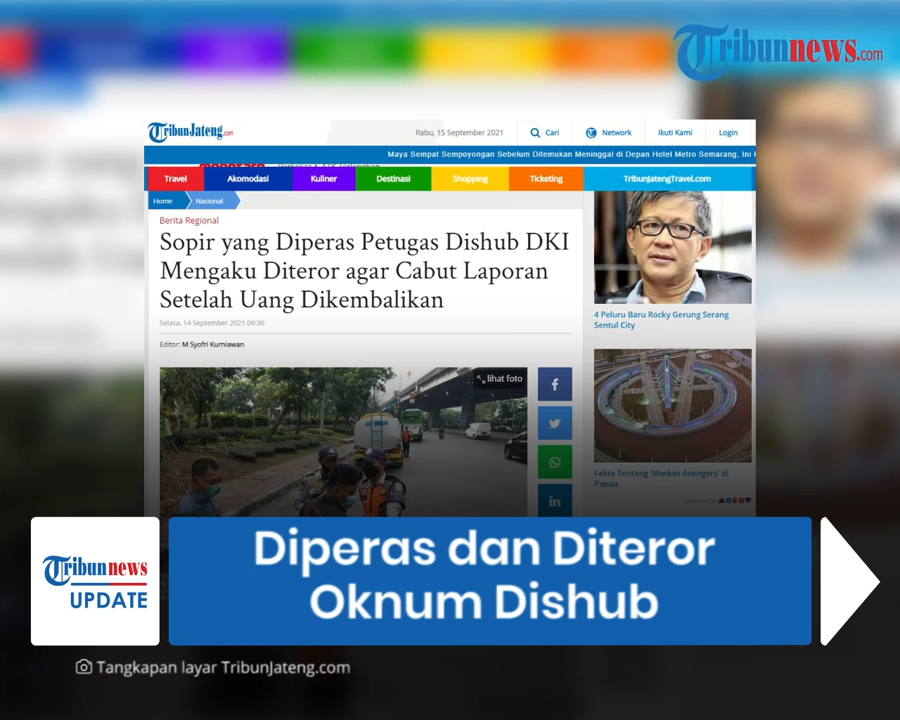 Tribunnews.com
TribunJateng.com
Rabu, 15 September 2021
Cari
Network
Ikuti Kami
Login
Maya Sempat Sempoyongan Sebelum Ditemukan Meninggal di Depan Hotel Metro Semarang, Ini
Travel
Akomodasi
Kuliner
Destinasi
Shopping
Ticketing
TribunJatengTravel.com
Home
Nasional
Berita Regional
Sopir yang Diperas Petugas Dishub DKI
Mengaku Diteror agar Cabut Laporan
Setelah Uang Dikembalikan
Selasa, 14 September 2021 09:30
Editor: M Syofri Kurniawan
lihat foto
4 Peluru Baru Rocky Gerung Serang
Sentul City
Fakta Tentang 'Markas Avengers' di
Papua
Tribunnews
UPDATE
Diperas dan Diteror
Oknum Dishub
Tangkapan layar TribunJateng.com